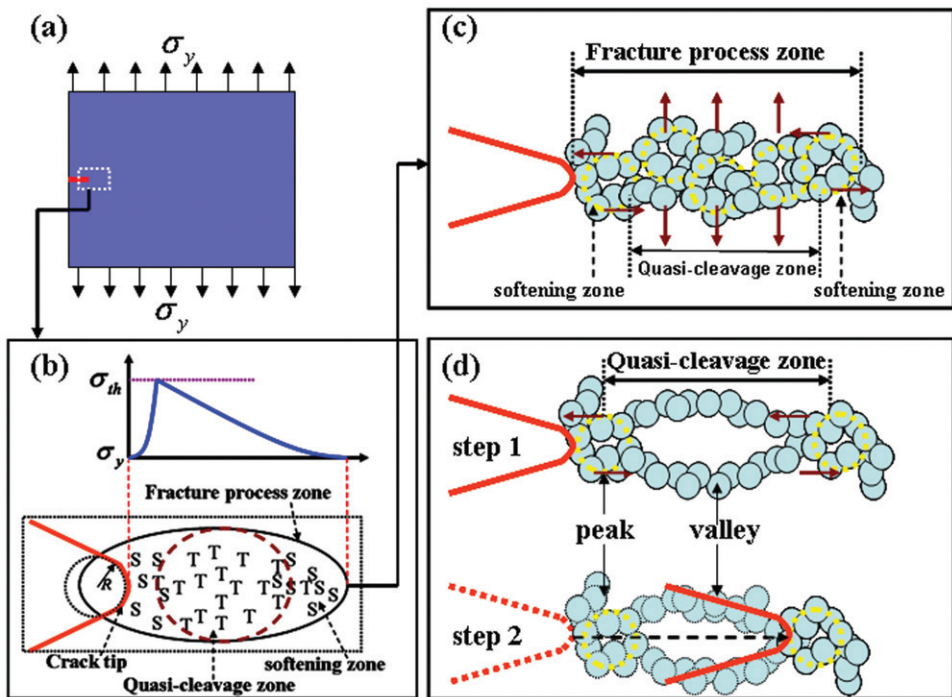 (a)
σy
σy
(b)
σth
σy
Fracture process zone
S S T T T S
S T T T T T S S
S T T T T S T S T S S
S T T T T S
R
Crack tip
Quasi-cleavage zone
softening zone
(c)
Fracture process zone
Quasi-cleavage zone
softening zone
softening zone
(d)
Quasi-cleavage zone
step 1
peak
valley
step 2